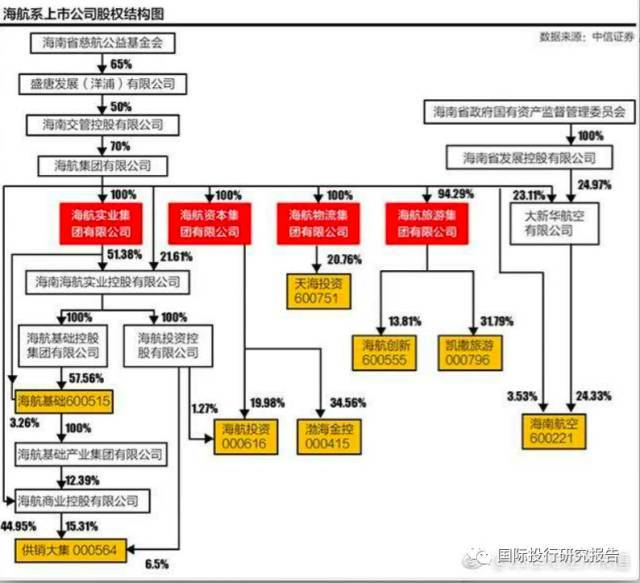 海航系上市公司股权结构图
数据来源：中信证券
海南省慈航公益基金会
65%
盛唐发展（洋浦）有限公司
50%
海南交管控股有限公司
70%
海航集团有限公司
海南省政府国有资产监督管理委员会
100%
海南省发展控股有限公司
24.97%
23.11%
大新华航空
有限公司
100%
海航实业集
团有限公司
100%
海航资本集
团有限公司
100%
海航物流集
团有限公司
94.29%
海航旅游集
团有限公司
51.38%
21.61%
海南海航实业控股有限公司
20.76%
天海投资
600751
100%
海航基础控股
集团有限公司
100%
海航投资控
股有限公司
13.81%
海航创新
600555
31.79%
凯撒旅游
000796
57.56%
海航基础600515
3.26%
1.27%
19.98%
海航投资
000616
34.56%
渤海金控
000415
3.53%
24.33%
海南航空
600221
100%
海航基础产业集团有限公司
12.39%
海航商业控股有限公司
44.95%
15.31%
供销大集 000564
6.5%
国际投行研究报告